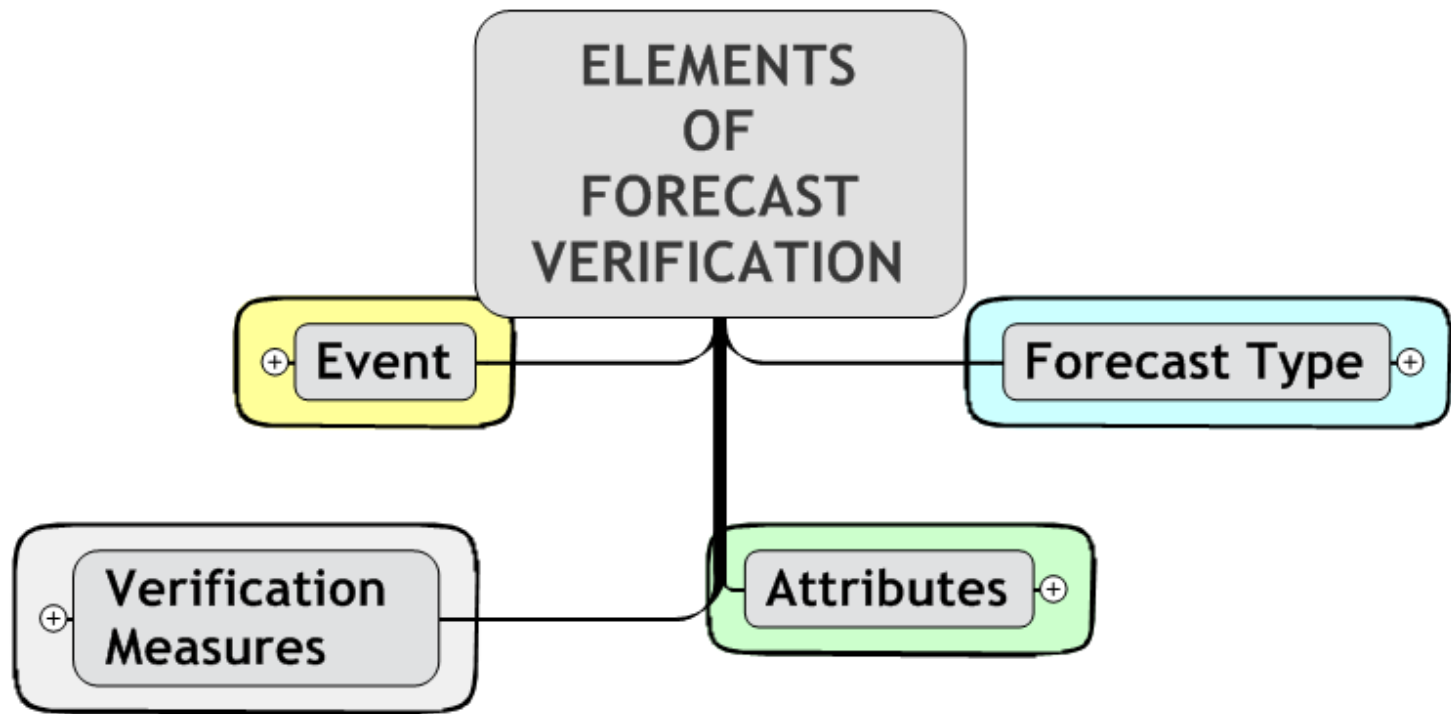 ELEMENTS
OF
FORECAST
VERIFICATION
Event
Forecast Type
Verification
Measures
Attributes